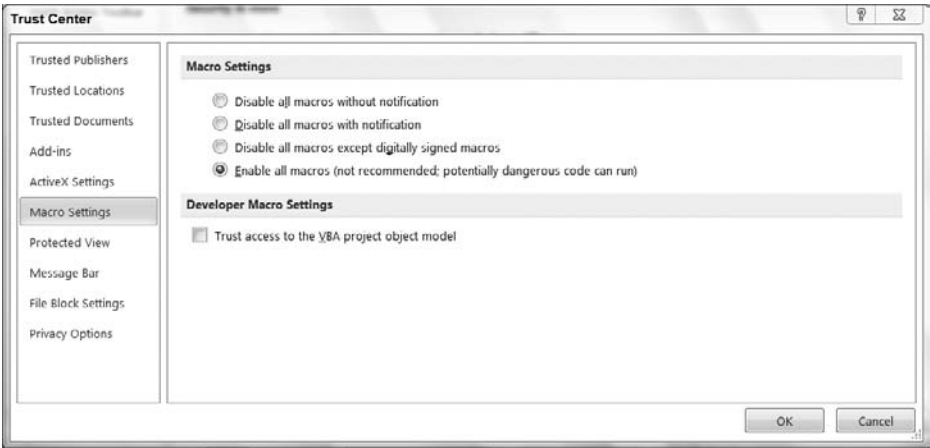 Trust Center
Trusted Publishers
Trusted Locations
Trusted Documents
Add-ins
ActiveX Settings
Macro Settings
Protected View
Message Bar
File Block Settings
Privacy Options
Macro Settings
Disable all macros without notification
Disable all macros with notification
Disable all macros except digitally signed macros
Enable all macros (not recommended; potentially dangerous code can run)
Developer Macro Settings
Trust access to the VBA project object model
OK
Cancel